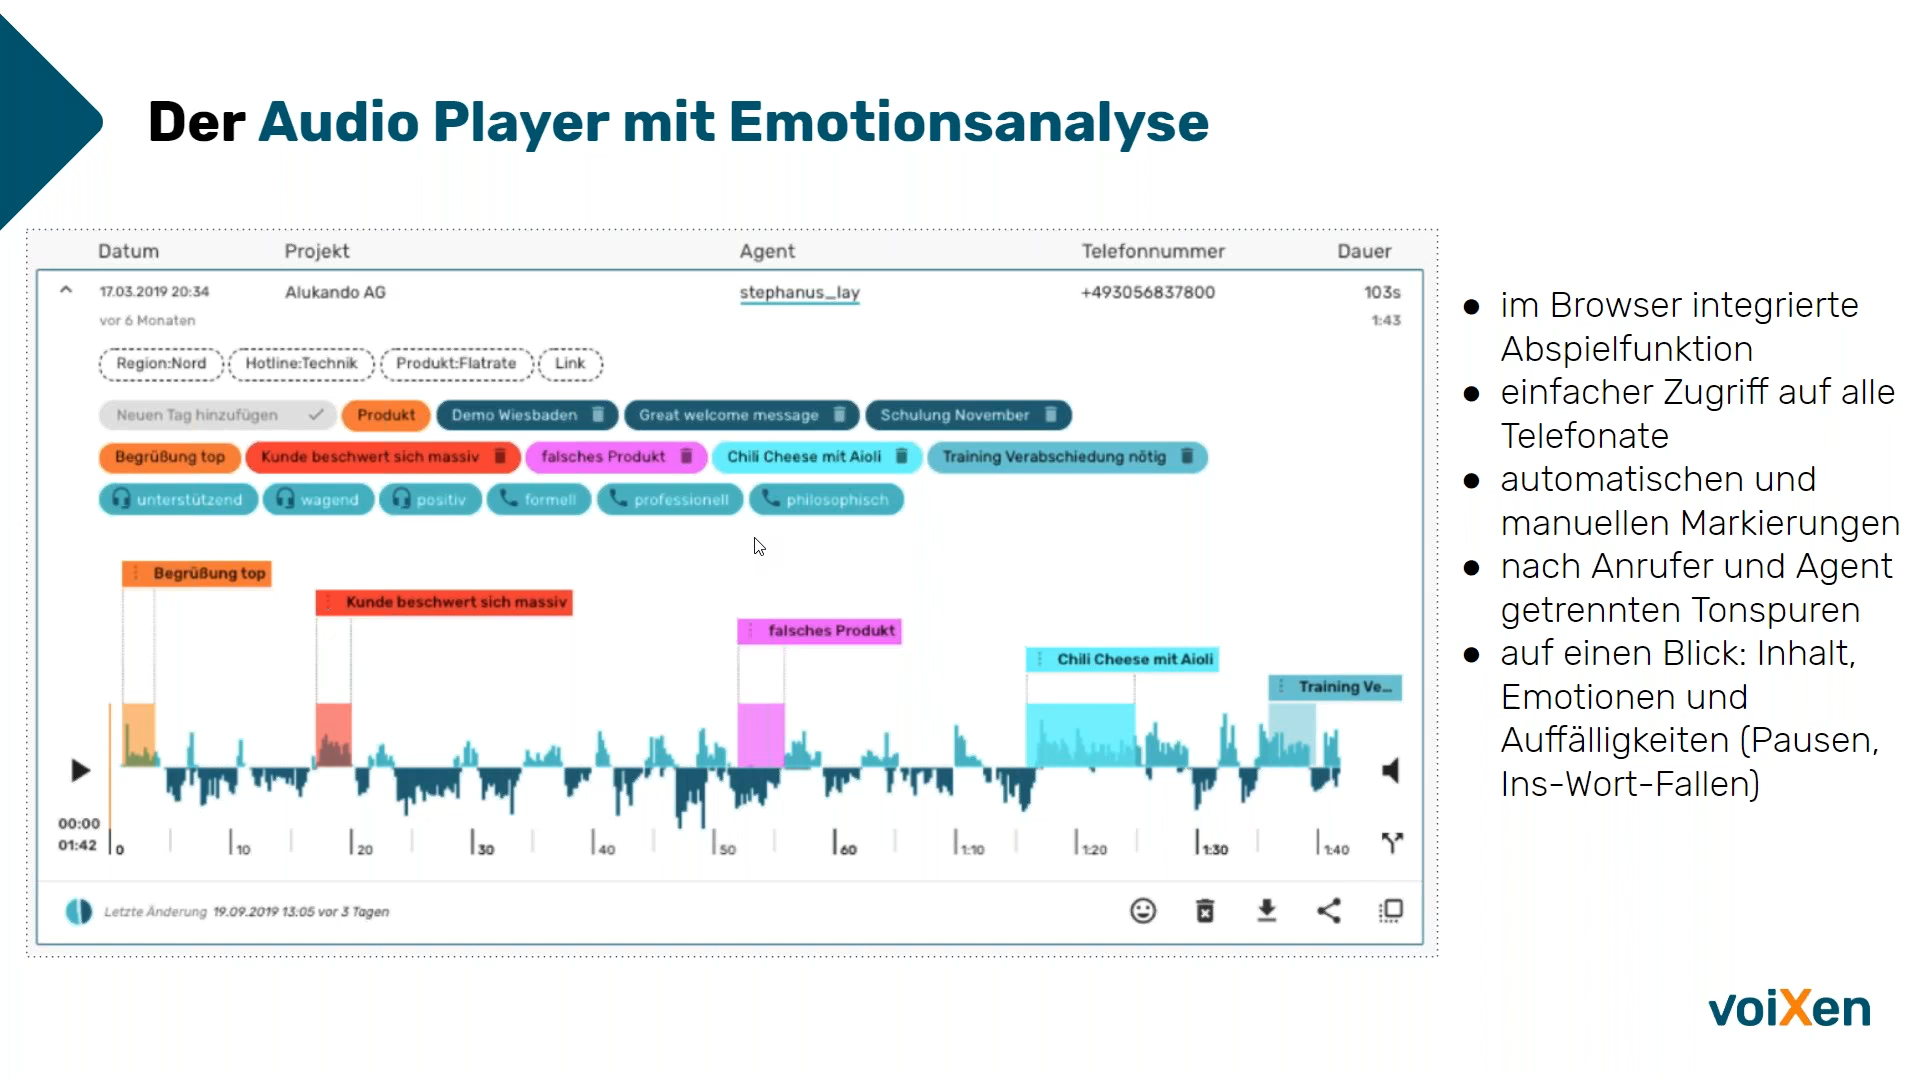 Der Audio Player mit Emotionsanalyse
Datum Projekt Agent Telefonnummer Dauer
17.03.2019 20:34 Alukando AG stephanus_lay +493056837800 103s
vor 6 Monaten 1:43
Region:Nord Hotline:Technik Produkt:Flatrate Link
Neuen Tag hinzufügen Produkt Demo Wiesbaden Great welcome message Schulung November
Begrüßung top Kunde beschwert sich massiv falsches Produkt Chili Cheese mit Aioli Training Verabschiedung nötig
unterstützend wagend positiv formell professionell philosophisch
Begrüßung top
Kunde beschwert sich massiv
falsches Produkt
Chili Cheese mit Aioli
Training Ve...
00:00
01:42 0 10 20 30 40 50 60 1:10 1:20 1:30 1:40
Letzte Änderung 19.09.2019 13:05 vor 3 Tagen
● im Browser integrierte
Abspielfunktion
● einfacher Zugriff auf alle
Telefonate
● automatischen und
manuellen Markierungen
● nach Anrufer und Agent
getrennten Tonspuren
● auf einen Blick: Inhalt,
Emotionen und
Auffälligkeiten (Pausen,
Ins-Wort-Fallen)
voiXen